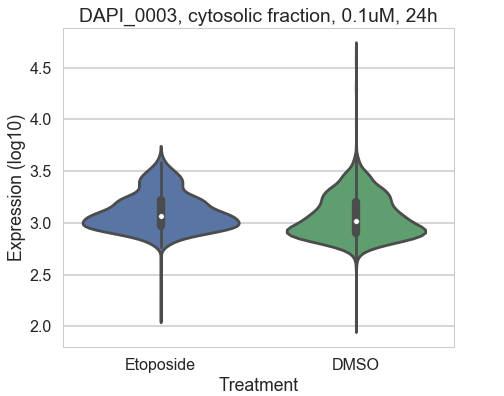 DAPI_0003, cytosolic fraction, 0.1uM, 24h
Expression (log10)
4.5
4.0
3.5
3.0
2.5
2.0
Etoposide DMSO
Treatment